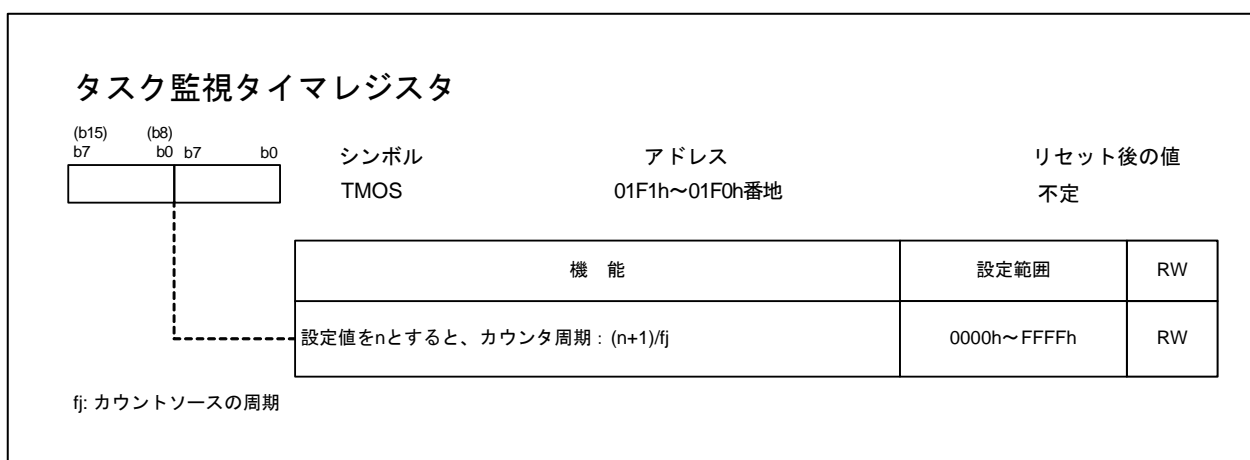 タスク監視タイマレジスタ
(b15) (b8)
b7 b0 b7 b0
シンボル アドレス リセット後の値
TMOS 01F1h～01F0h番地 不定
機 能 設定範囲 RW
設定値をnとすると、カウンタ周期：(n+1)/fj 0000h～FFFFh RW
fj: カウントソースの周期